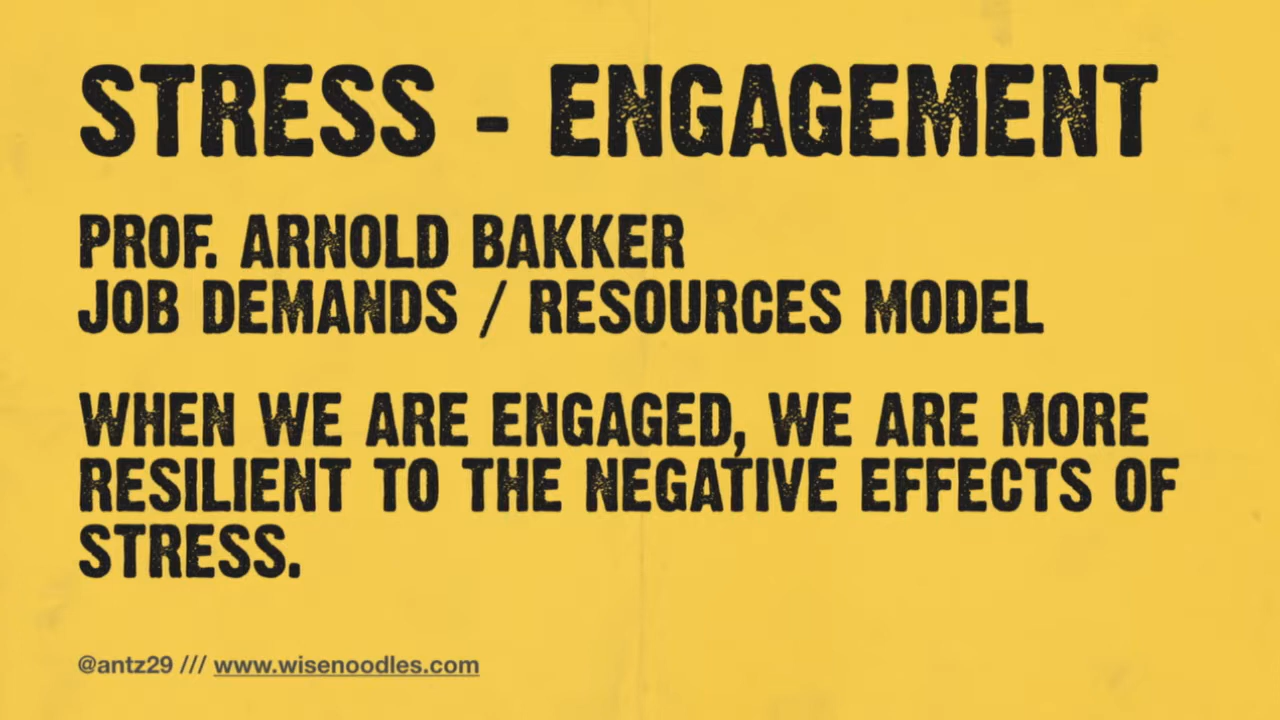 STRESS - ENGAGEMENT
PROF. ARNOLD BAKKER
JOB DEMANDS / RESOURCES MODEL
WHEN WE ARE ENGAGED, WE ARE MORE
RESILIENT TO THE NEGATIVE EFFECTS OF
STRESS.
@antz29 /// www.wisenoodles.com